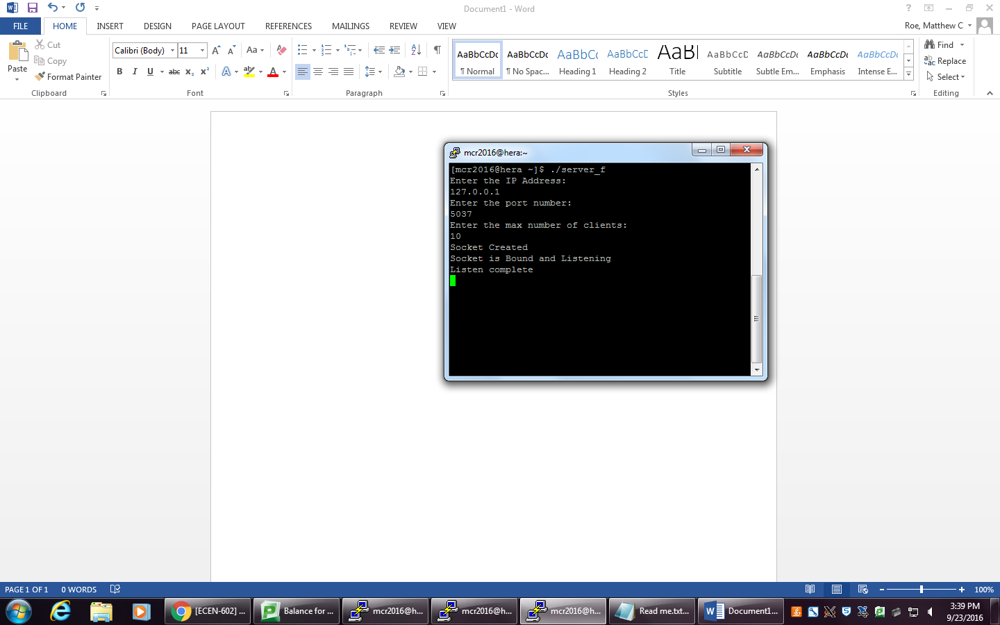 Document1 - Word
FILE HOME INSERT DESIGN PAGE LAYOUT REFERENCES MAILINGS REVIEW VIEW
Roe, Matthew C
Paste
Cut
Copy
Format Painter
Clipboard
Calibri (Body) 11
Font
Paragraph
AaBbCcDc AaBbCcDc AaBbCc AaBbCcD AaB AaBbCcD AaBbCcDc AaBbCcDc AaBbCcDc
¶ Normal ¶ No Spac... Heading 1 Heading 2 Title Subtitle Subtle Em... Emphasis Intense E...
Styles
Find
Replace
Select
Editing
mcr2016@hera:~
[mcr2016@hera ~]$ ./server_f
Enter the IP Address:
127.0.0.1
Enter the port number:
5037
Enter the max number of clients:
10
Socket Created
Socket is Bound and Listening
Listen complete
PAGE 1 OF 1 0 WORDS
100%
[ECEN-602] ... Balance for ... mcr2016@h... mcr2016@h... mcr2016@h... Read me.txt... Document1...
3:39 PM
9/23/2016